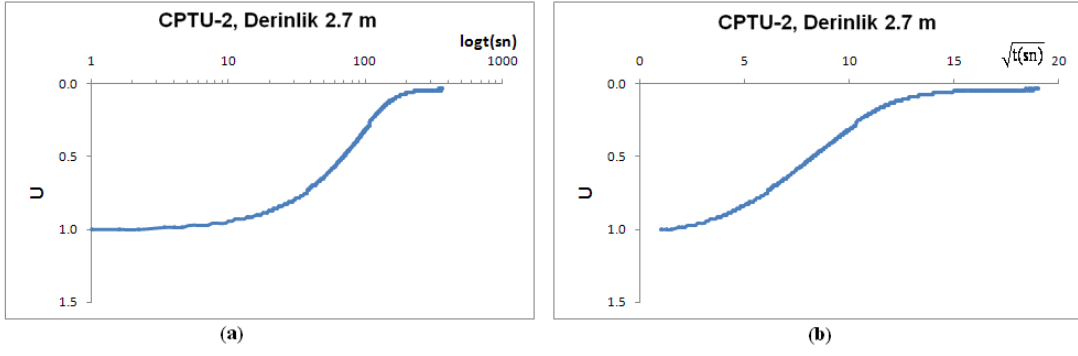 CPTU-2, Derinlik 2.7 m
logt(sn)
1 10 100 1000
0.0
0.5
1.0
1.5
U
(a)
CPTU-2, Derinlik 2.7 m
√t(sn)
0 5 10 15 20
0.0
0.5
1.0
1.5
U
(b)